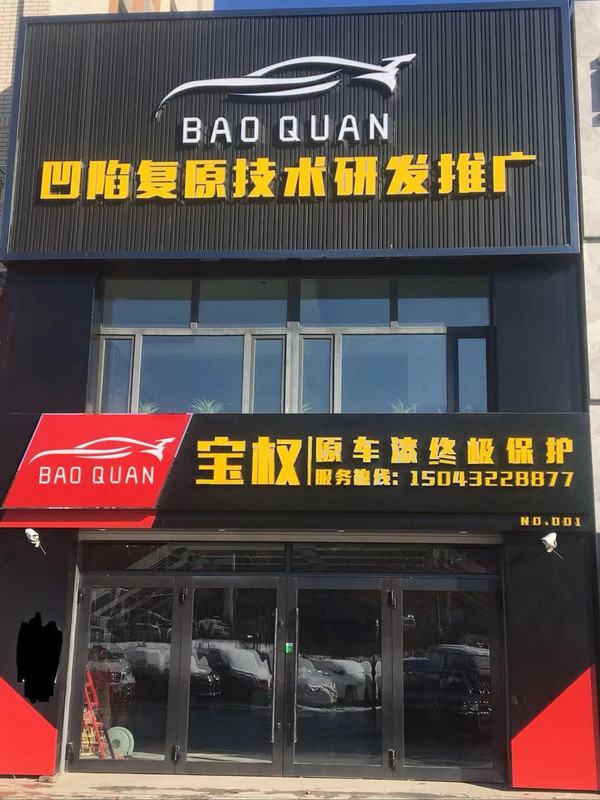 BAO QUAN
凹陷复原技术研发推广
BAO QUAN
宝权
原车漆终极保护
服务热线：15043228877
NO.001